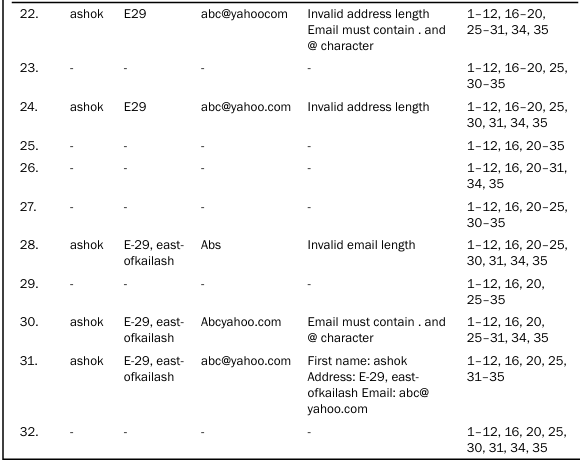 22. ashok E29 abc@yahoocom Invalid address length 1–12, 16–20,
Email must contain . and 25–31, 34, 35
@ character
23. - - - - 1–12, 16–20, 25,
30–35
24. ashok E29 abc@yahoo.com Invalid address length 1–12, 16–20, 25,
30, 31, 34, 35
25. - - - - 1–12, 16, 20–35
26. - - - - 1–12, 16, 20–31,
34, 35
27. - - - - 1–12, 16, 20–25,
30–35
28. ashok E-29, east- Abs Invalid email length 1–12, 16, 20–25,
ofkailash 30, 31, 34, 35
29. - - - - 1–12, 16, 20,
25–35
30. ashok E-29, east- Abcyahoo.com Email must contain . and 1–12, 16, 20,
ofkailash @ character 25–31, 34, 35
31. ashok E-29, east- abc@yahoo.com First name: ashok 1–12, 16, 20, 25,
ofkailash Address: E-29, east- 31–35
ofkailash Email: abc@
yahoo.com
32. - - - - 1–12, 16, 20, 25,
30, 31, 34, 35